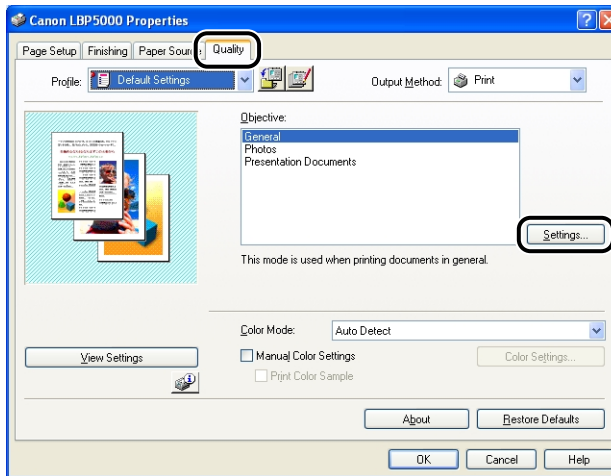 Canon LBP5000 Properties
Page Setup Finishing Paper Source Quality
Profile: Default Settings Output Method: Print
Objective:
General
Photos
Presentation Documents
Settings...
This mode is used when printing documents in general.
Color Mode: Auto Detect
View Settings Manual Color Settings Color Settings...
Print Color Sample
About Restore Defaults
OK Cancel Help